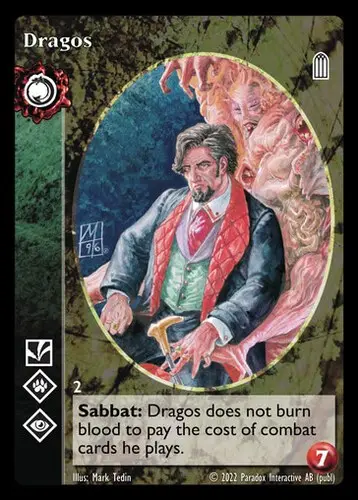 Dragos
M
96
2
Sabbat: Dragos does not burn
blood to pay the cost of combat
cards he plays.
7
Illus: Mark Tedin © 2022 Paradox Interactive AB (publ)